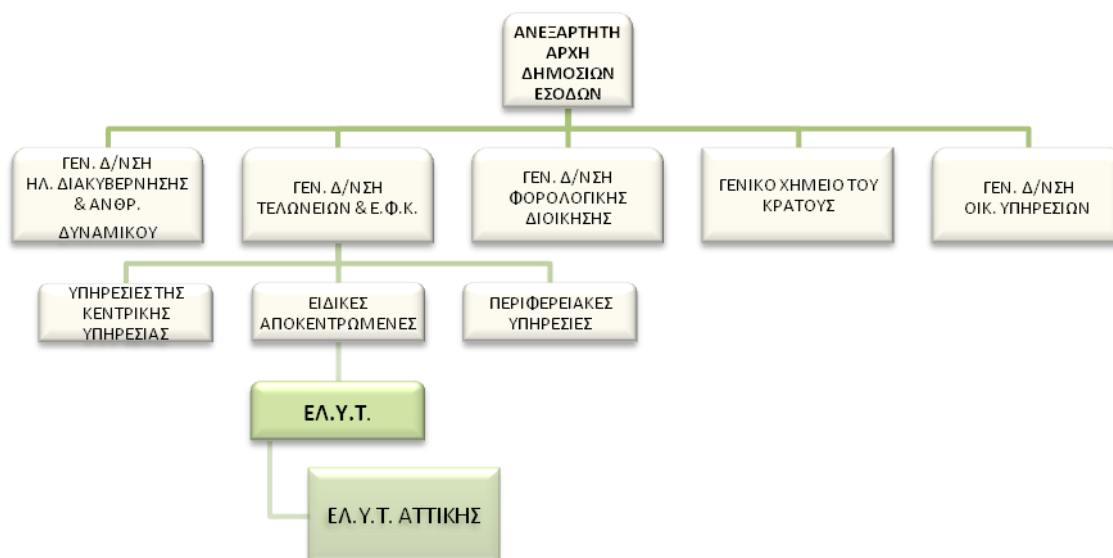 ΑΝΕΞΑΡΤΗΤΗ
ΑΡΧΗ
ΔΗΜΟΣΙΩΝ
ΕΣΟΔΩΝ
ΓΕΝ. Δ/ΝΣΗ
ΗΛ. ΔΙΑΚΥΒΕΡΝΗΣΗΣ
& ΑΝΘΡ.
ΔΥΝΑΜΙΚΟΥ
ΓΕΝ. Δ/ΝΣΗ
ΤΕΛΩΝΕΙΩΝ & Ε.Φ.Κ.
ΓΕΝ. Δ/ΝΣΗ
ΦΟΡΟΛΟΓΙΚΗΣ
ΔΙΟΙΚΗΣΗΣ
ΓΕΝΙΚΟ ΧΗΜΕΙΟ ΤΟΥ
ΚΡΑΤΟΥΣ
ΓΕΝ. Δ/ΝΣΗ
ΟΙΚ. ΥΠΗΡΕΣΙΩΝ
ΥΠΗΡΕΣΙΕΣ ΤΗΣ
ΚΕΝΤΡΙΚΗΣ
ΥΠΗΡΕΣΙΑΣ
ΕΙΔΙΚΕΣ
ΑΠΟΚΕΝΤΡΩΜΕΝΕΣ
ΠΕΡΙΦΕΡΕΙΑΚΕΣ
ΥΠΗΡΕΣΙΕΣ
ΕΛ.Υ.Τ.
ΕΛ.Υ.Τ. ΑΤΤΙΚΗΣ